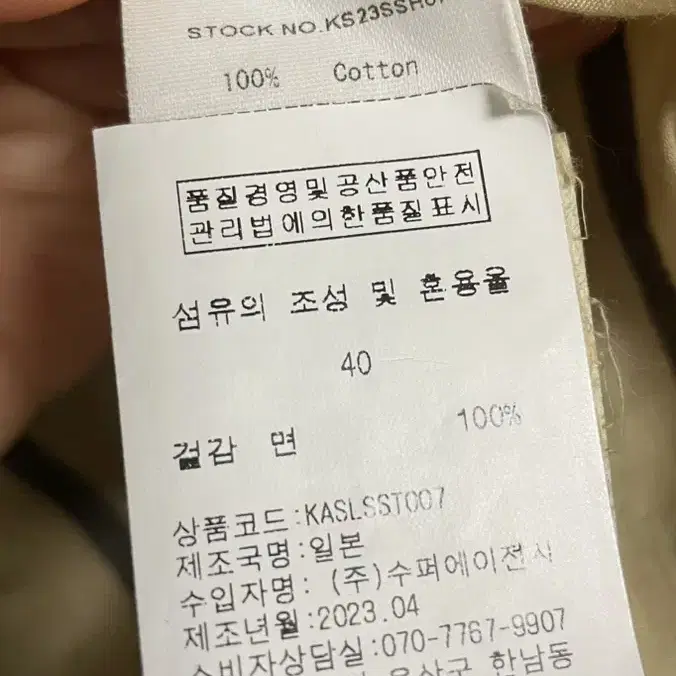 STOCK NO.KS23SSH0
100% Cotton
품질경영및공산품안전
관리법에의한품질표시
섬유의 조성 및 혼용율
40
겉감 면 100%
상품코드:KASLSST007
제조국명:일본
수입자명: (주)수퍼에이전시
제조년월:2023.04
소비자상담실:070-7767-9907
용산구 한남동